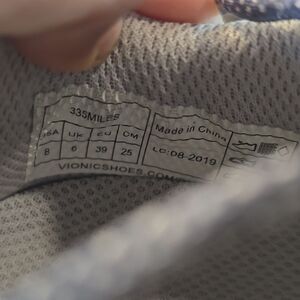 335MILES
USA UK EU CM
8 6 39 25
VIONICSHOES.COM
Made in China
LC:08-2019